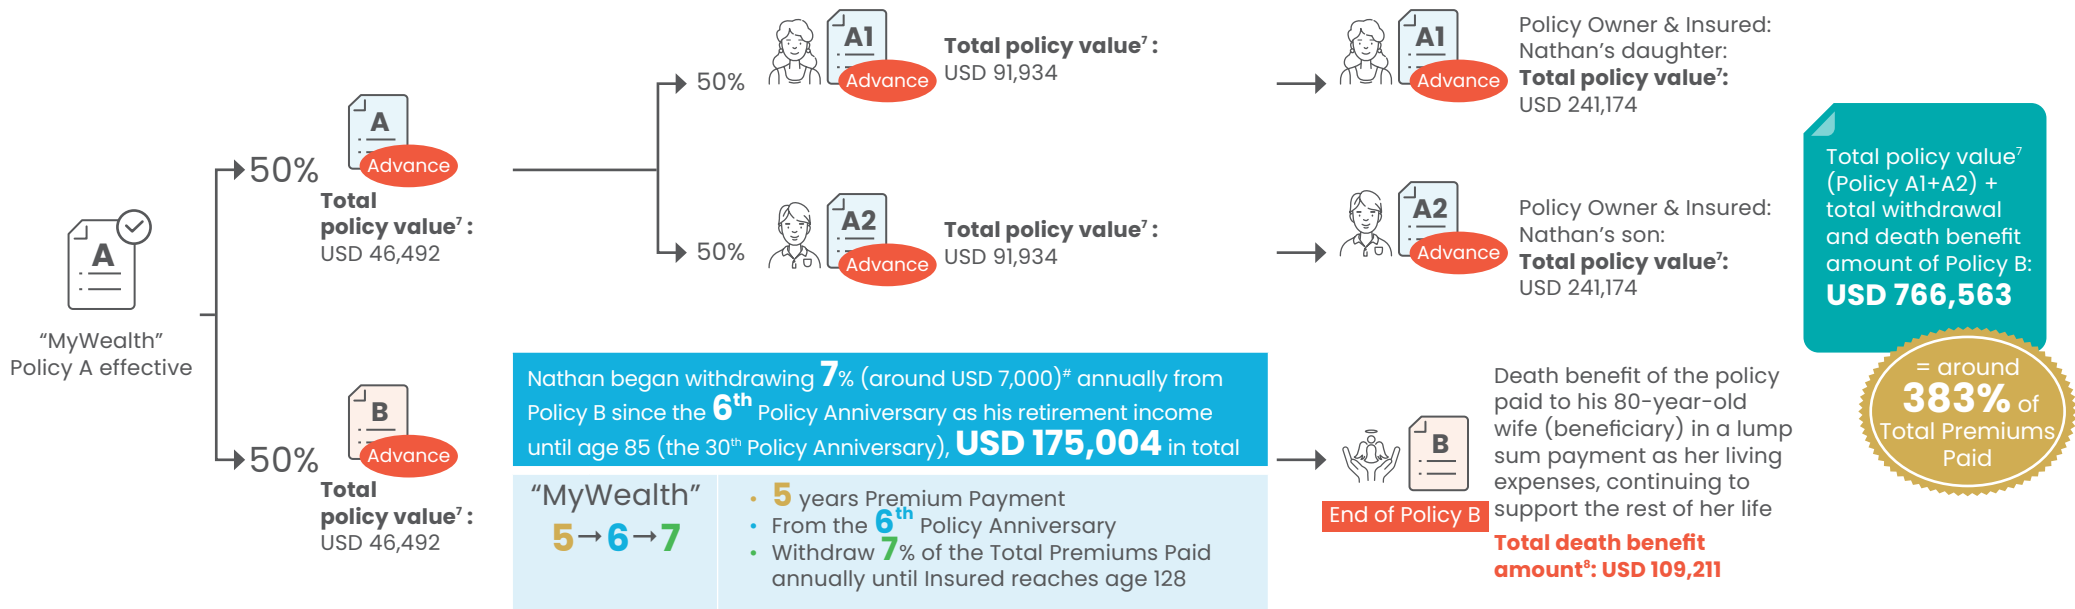 A
“MyWealth”
Policy A effective
50%
A
Advance
Total
policy value⁷ :
USD 46,492
50%
B
Advance
Total
policy value⁷ :
USD 46,492
50%
A1
Advance
Total policy value⁷ :
USD 91,934
50%
A2
Advance
Total policy value⁷ :
USD 91,934
A1
Advance
Policy Owner & Insured:
Nathan’s daughter:
Total policy value⁷:
USD 241,174
A2
Advance
Policy Owner & Insured:
Nathan’s son:
Total policy value⁷:
USD 241,174
Nathan began withdrawing 7% (around USD 7,000)# annually from
Policy B since the 6th Policy Anniversary as his retirement income
until age 85 (the 30th Policy Anniversary), USD 175,004 in total
“MyWealth”
5→6→7
• 5 years Premium Payment
• From the 6th Policy Anniversary
• Withdraw 7% of the Total Premiums Paid
annually until Insured reaches age 128
B
End of Policy B
Death benefit of the policy
paid to his 80-year-old
wife (beneficiary) in a lump
sum payment as her living
expenses, continuing to
support the rest of her life
Total death benefit
amount⁸: USD 109,211
Total policy value⁷
(Policy A1+A2) +
total withdrawal
and death benefit
amount of Policy B:
USD 766,563
= around
383% of
Total Premiums
Paid